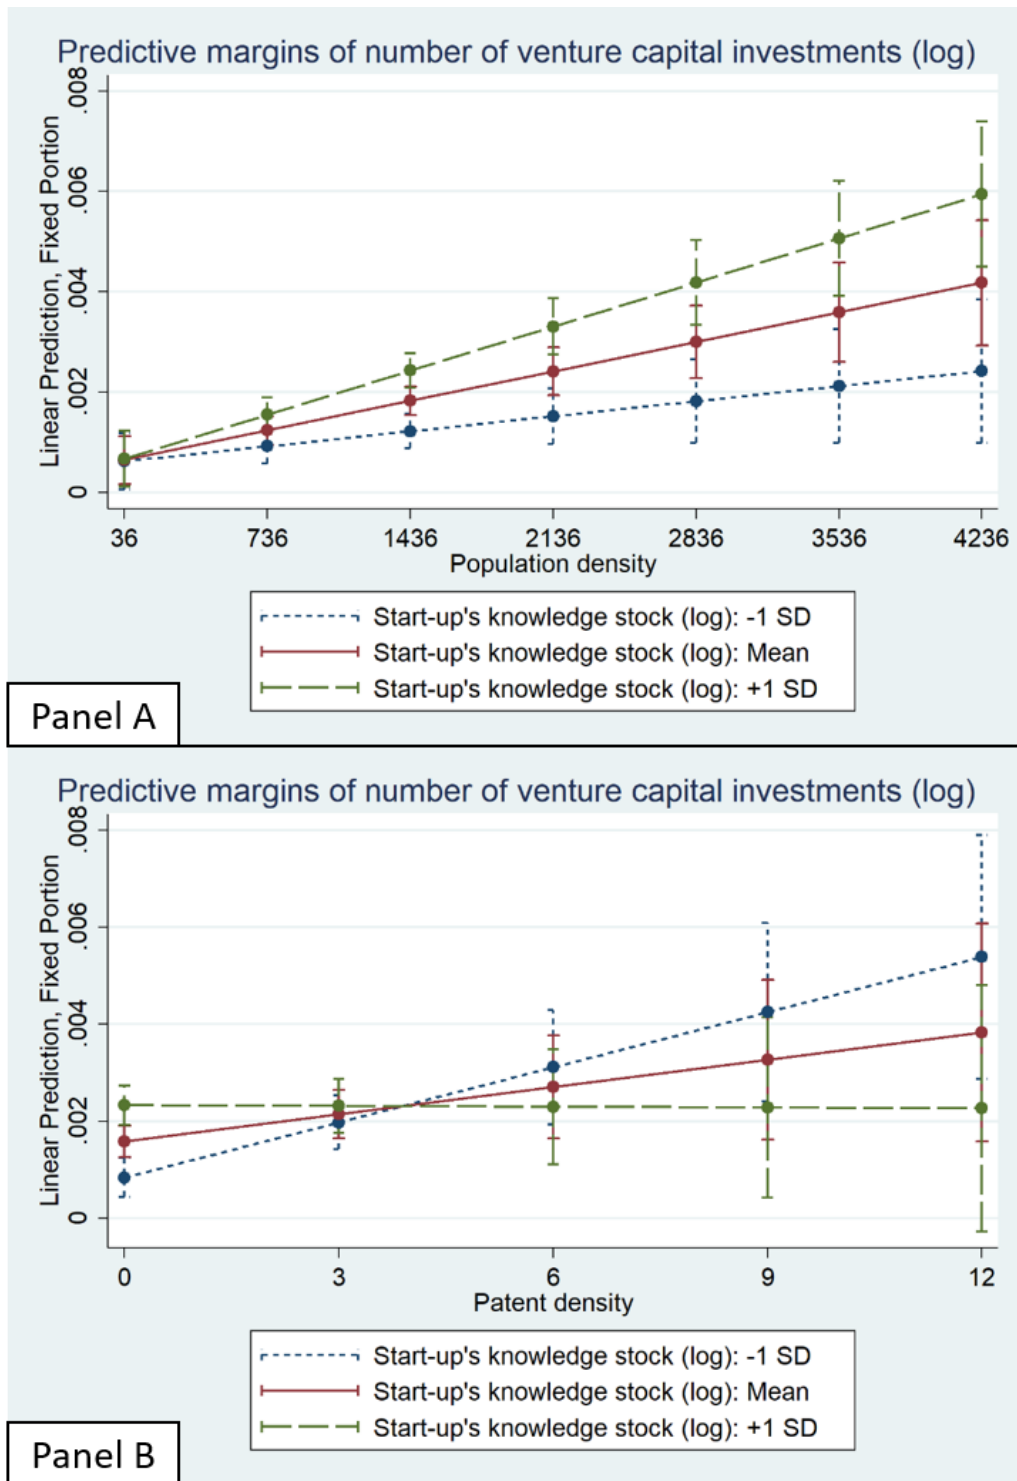 Predictive margins of number of venture capital investments (log)
Linear Prediction, Fixed Portion
.008
.006
.004
.002
0
36 736 1436 2136 2836 3536 4236
Population density
Start-up's knowledge stock (log): -1 SD
Start-up's knowledge stock (log): Mean
Start-up's knowledge stock (log): +1 SD
Panel A
Predictive margins of number of venture capital investments (log)
Linear Prediction, Fixed Portion
.008
.006
.004
.002
0
0 3 6 9 12
Patent density
Start-up's knowledge stock (log): -1 SD
Start-up's knowledge stock (log): Mean
Start-up's knowledge stock (log): +1 SD
Panel B